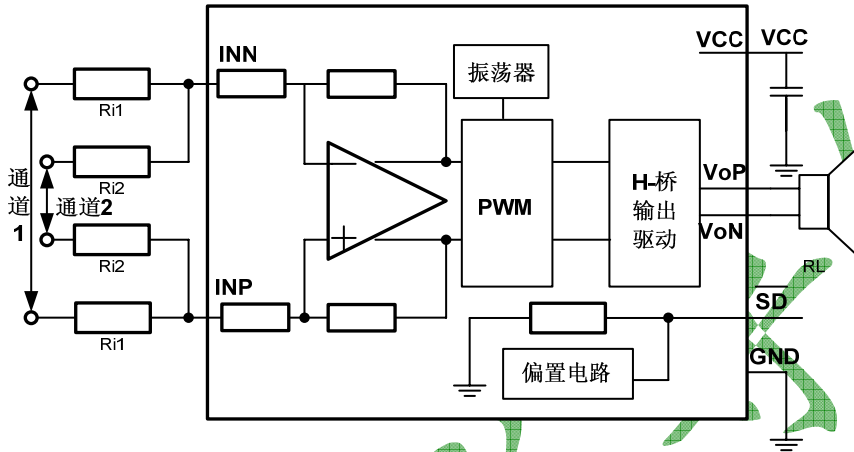 VCC
VCC
INN
振荡器
Ri1
通道1
Ri2
通道2
Ri2
Ri1
INP
PWM
H-桥
输出
驱动
VoP
VoN
RL
SD
偏置电路
GND